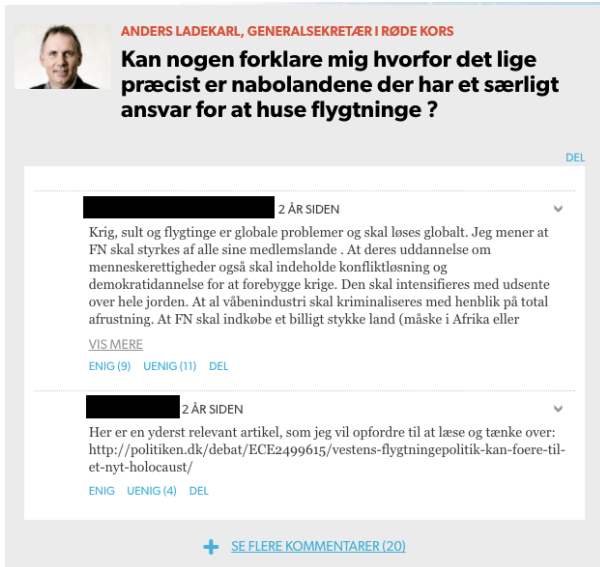 ANDERS LADEKARL, GENERALSEKRETÆR I RØDE KORS
Kan nogen forklare mig hvorfor det lige
præcist er nabolandene der har et særligt
ansvar for at huse flygtninge ?
DEL
2 ÅR SIDEN
Krig, sult og flygtinge er globale problemer og skal løses globalt. Jeg mener at
FN skal styrkes af alle sine medlemslande . At deres uddannelse om
menneskerettigheder også skal indeholde konfliktløsning og
demokratidannelse for at forebygge krige. Den skal intensifieres med udsente
over hele jorden. At al våbenindustri skal kriminaliseres med henblik på total
afrustning. At FN skal indkøbe et billigt stykke land (måske i Afrika eller
VIS MERE
ENIG (9) UENIG (11) DEL
2 ÅR SIDEN
Her er en yderst relevant artikel, som jeg vil opfordre til at læse og tænke over:
http://politiken.dk/debat/ECE2499615/vestens-flygtningepolitik-kan-foere-til-
et-nyt-holocaust/
ENIG UENIG (4) DEL
SE FLERE KOMMENTARER (20)